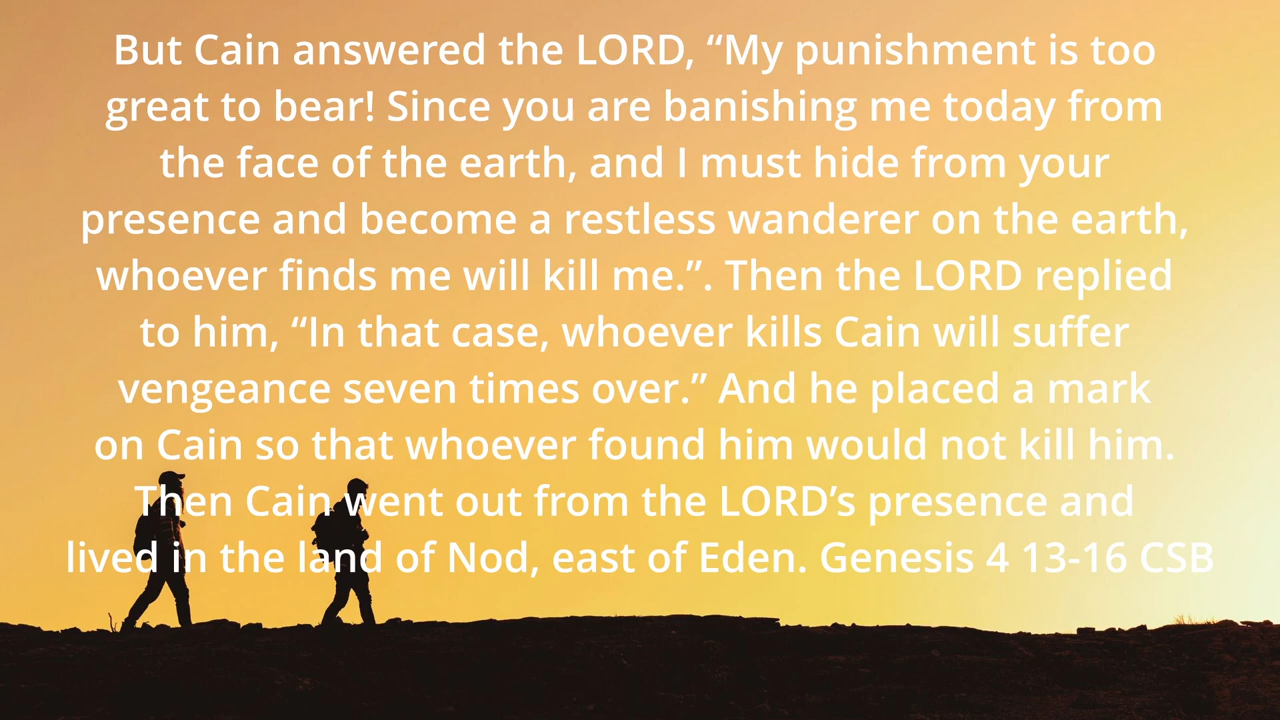 But Cain answered the LORD, “My punishment is too
great to bear! Since you are banishing me today from
the face of the earth, and I must hide from your
presence and become a restless wanderer on the earth,
whoever finds me will kill me.”. Then the LORD replied
to him, “In that case, whoever kills Cain will suffer
vengeance seven times over.” And he placed a mark
on Cain so that whoever found him would not kill him.
Then Cain went out from the LORD’s presence and
lived in the land of Nod, east of Eden. Genesis 4 13-16 CSB